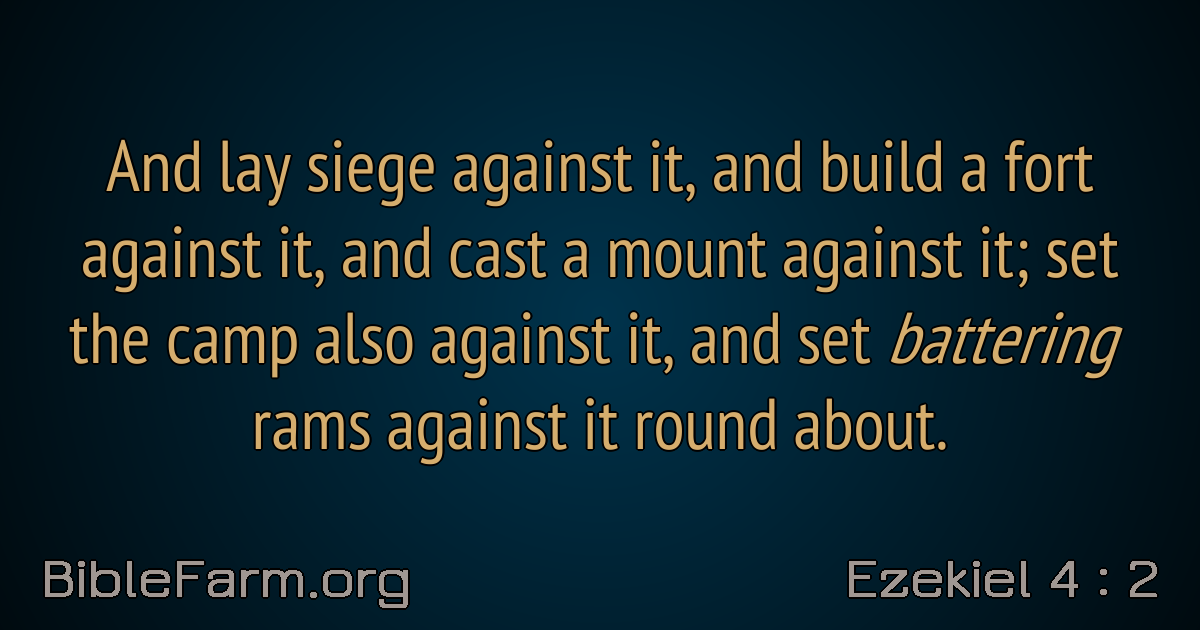 And lay siege against it, and build a fort
against it, and cast a mount against it; set
the camp also against it, and set battering
rams against it round about.
BibleFarm.org
Ezekiel 4 : 2